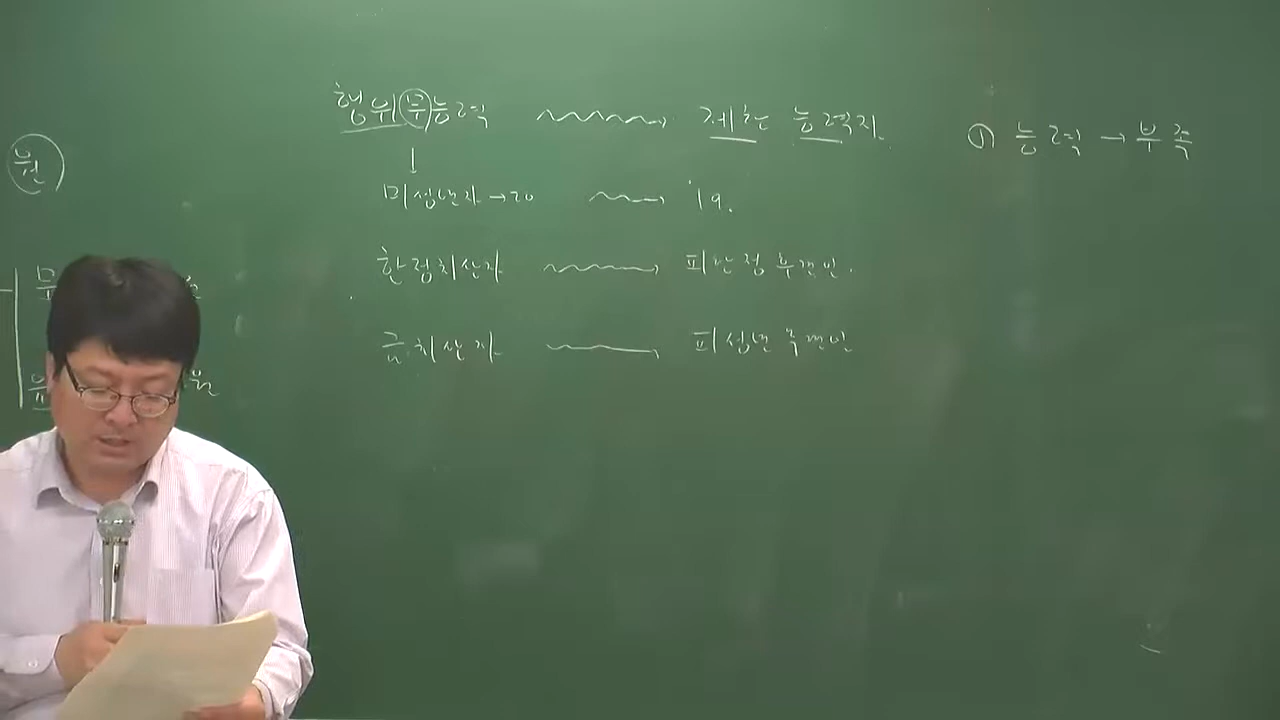 행위무능력 → 제한 능력자.
① 능력 → 부족
미성년자 → 20 → 19.
한정치산자 → 피한정 후견인.
금치산자 → 피성년 후견인